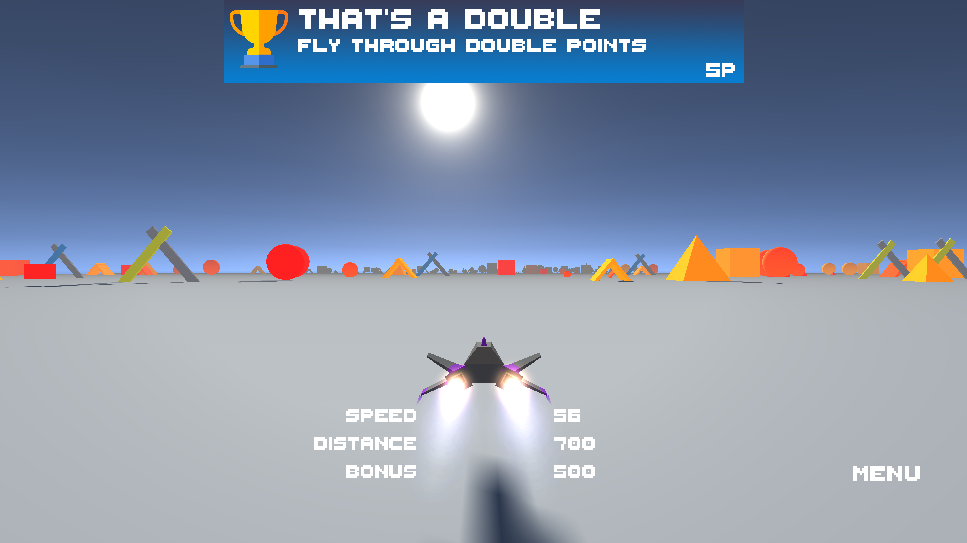 THAT'S A DOUBLE
FLY THROUGH DOUBLE POINTS
5P
SPEED 56
DISTANCE 700
BONUS 500
MENU